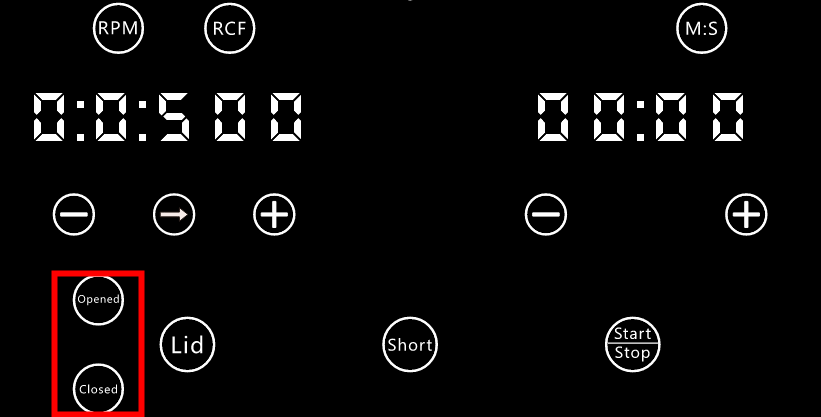 RPM RCF M:S
0:0:500 00:00
Opened
Lid Short Start
Stop
Closed